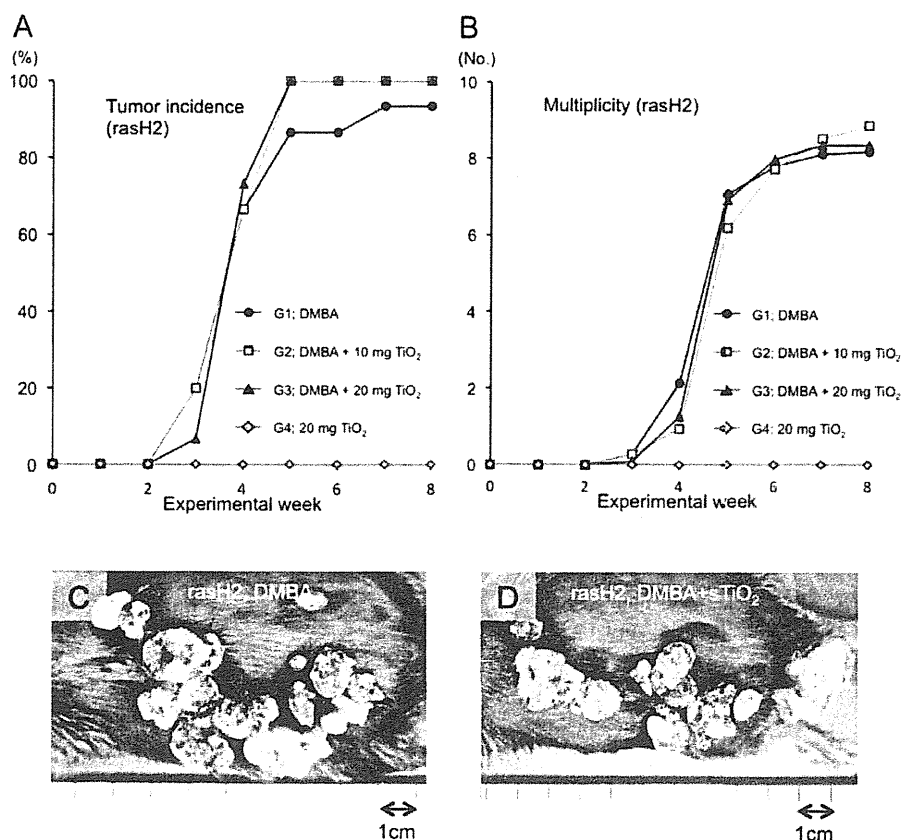 A
(%)
100
80
60
40
20
0
Tumor incidence
(rasH2)
G1; DMBA
G2; DMBA + 10 mg TiO₂
G3; DMBA + 20 mg TiO₂
G4; 20 mg TiO₂
0 2 4 6 8
Experimental week
B
(No.)
10
8
6
4
2
0
Multiplicity (rasH2)
G1; DMBA
G2; DMBA + 10 mg TiO₂
G3; DMBA + 20 mg TiO₂
G4; 20 mg TiO₂
0 2 4 6 8
Experimental week
C
rasH2, DMBA
1cm
D
rasH2, DMBA+sTiO₂
1cm